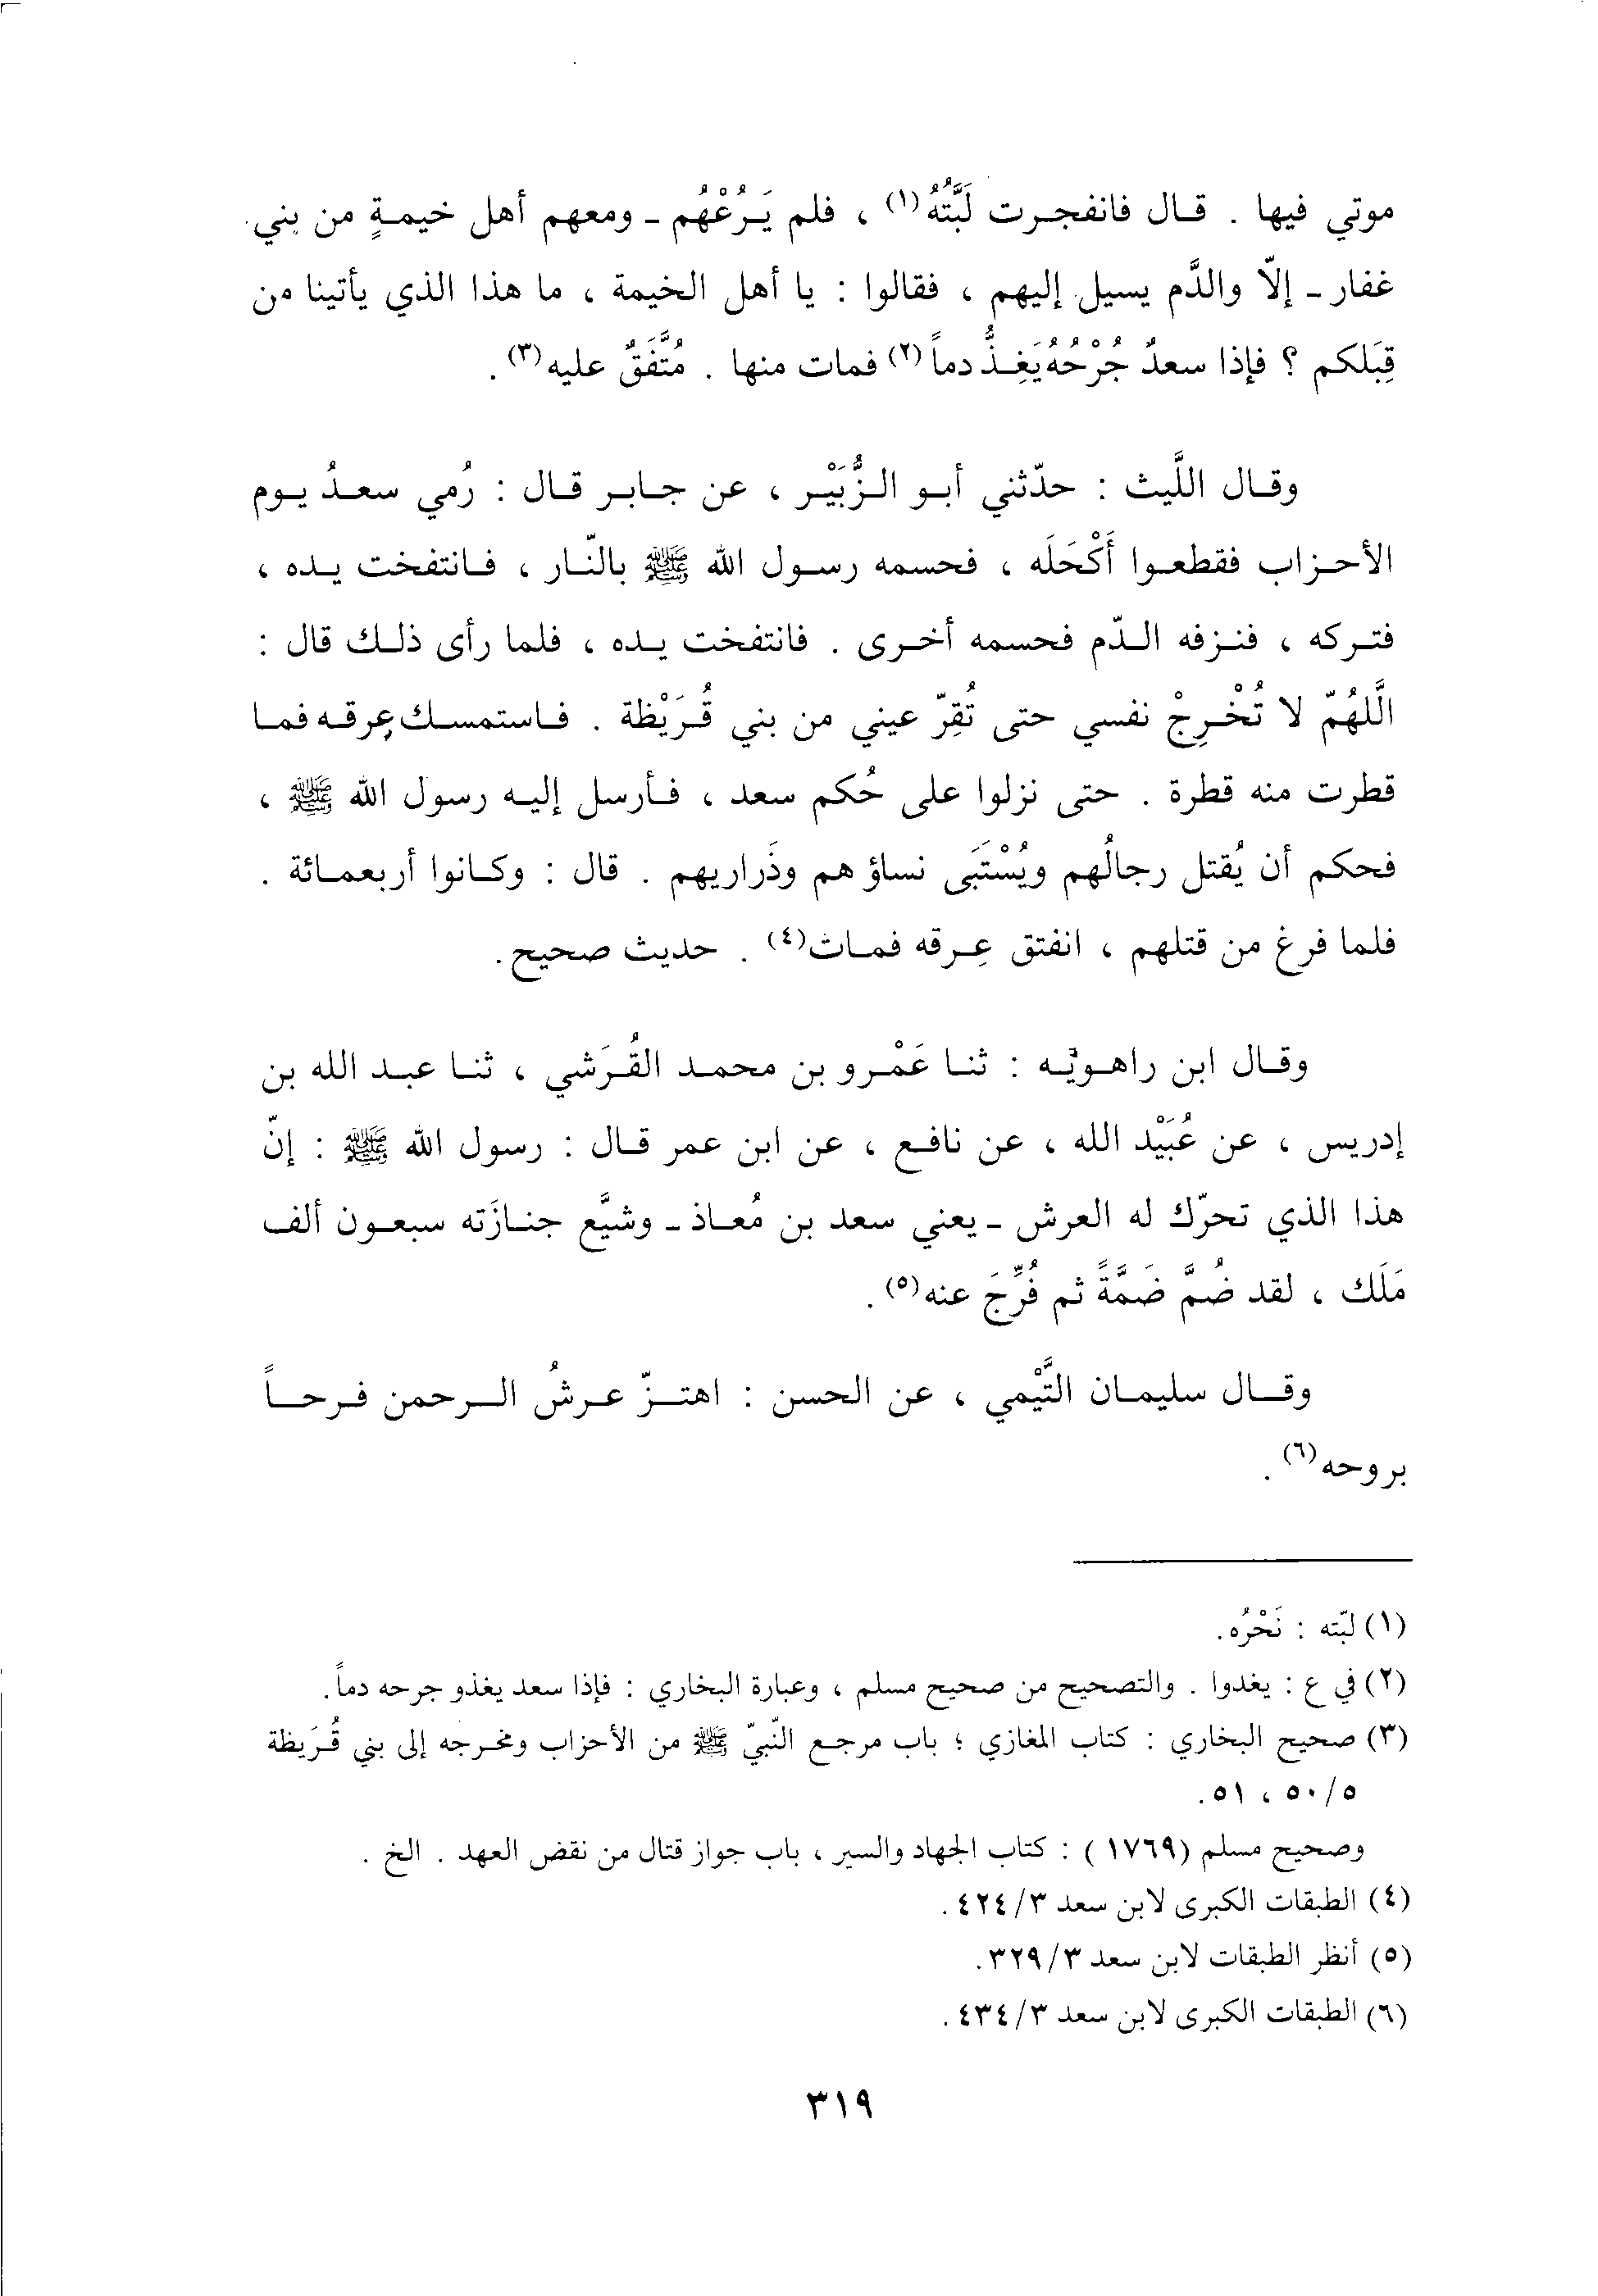 موتي فيها . قال فانفجرت لَبَّتُهُ(١) ، فلم يَرُعْهُم - ومعهم أهل خيمةٍ من بني
غفار - إلّا والدَّم يسيل إليهم ، فقالوا : يا أهل الخيمة ، ما هذا الذي يأتينا من
قِبَلكم ؟ فإذا سعدٌ جُرْحُهُ يَغِذُّ دماً(٢) فمات منها . مُتَّفَقٌ عليه(٣) .
وقال اللَّيث : حدّثني أبو الزُّبَيْر ، عن جابر قال : رُمي سعدُ يوم
الأحزاب فقطعوا أَكْحَلَه ، فحسمه رسول الله ﷺ بالنّار ، فانتفخت يده ،
فتركه ، فنزفه الدّم فحسمه أخرى . فانتفخت يده ، فلما رأى ذلك قال :
الَّلهُمّ لا تُخْرِجْ نفسي حتى تُقِرّ عيني من بني قُرَيْظة . فاستمسك عِرقه فما
قطرت منه قطرة . حتى نزلوا على حُكم سعد ، فأرسل إليه رسول الله ﷺ ،
فحكم أن يُقتل رجالُهم ويُسْتَبَى نساؤهم وذَراريهم . قال : وكانوا أربعمائة .
فلما فرغ من قتلهم ، انفتق عِرقه فمات(٤) . حديث صحيح .
وقال ابن راهويْه : ثنا عَمْرو بن محمد القُرَشي ، ثنا عبد الله بن
إدريس ، عن عُبَيْد الله ، عن نافع ، عن ابن عمر قال : رسول الله ﷺ : إنّ
هذا الذي تحرّك له العرش - يعني سعد بن مُعاذ - وشيَّع جنازَته سبعون ألف
مَلَك ، لقد ضُمَّ ضَمَّةً ثم فُرِّجَ عنه(٥) .
وقال سليمان التَّيْمي ، عن الحسن : اهتزّ عرشُ الرحمن فرحاً
بروحه(٦) .
(١) لبّته : نَحْرُه .
(٢) في ع : يغدوا . والتصحيح من صحيح مسلم ، وعبارة البخاري : فإذا سعد يغذو جرحه دماً .
(٣) صحيح البخاري : كتاب المغازي ؛ باب مرجع النّبيّ ﷺ من الأحزاب ومخرجه إلى بني قُرَيظة
٥٠/٥ ، ٥١ .
وصحيح مسلم (١٧٦٩) : كتاب الجهاد والسير ، باب جواز قتال من نقض العهد . الخ .
(٤) الطبقات الكبرى لابن سعد ٤٢٤/٣ .
(٥) أنظر الطبقات لابن سعد ٣٢٩/٣ .
(٦) الطبقات الكبرى لابن سعد ٤٣٤/٣ .
٣١٩